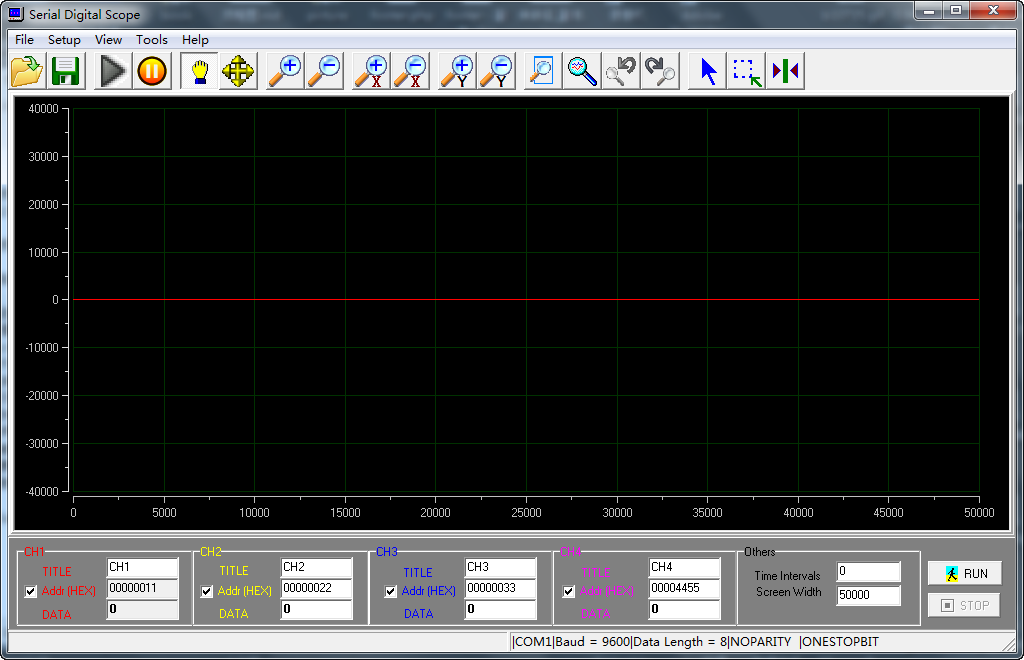 Serial Digital Scope
File Setup View Tools Help
X X Y Y
40000
30000
20000
10000
0
-10000
-20000
-30000
-40000
0 5000 10000 15000 20000 25000 30000 35000 40000 45000 50000
CH1
TITLE CH1
Addr (HEX) 00000011
DATA 0
CH2
TITLE CH2
Addr (HEX) 00000022
DATA 0
CH3
TITLE CH3
Addr (HEX) 00000033
DATA 0
CH4
TITLE CH4
Addr (HEX) 00004455
DATA 0
Others
Time Intervals 0
Screen Width 50000
RUN
STOP
|COM1|Baud = 9600|Data Length = 8|NOPARITY |ONESTOPBIT